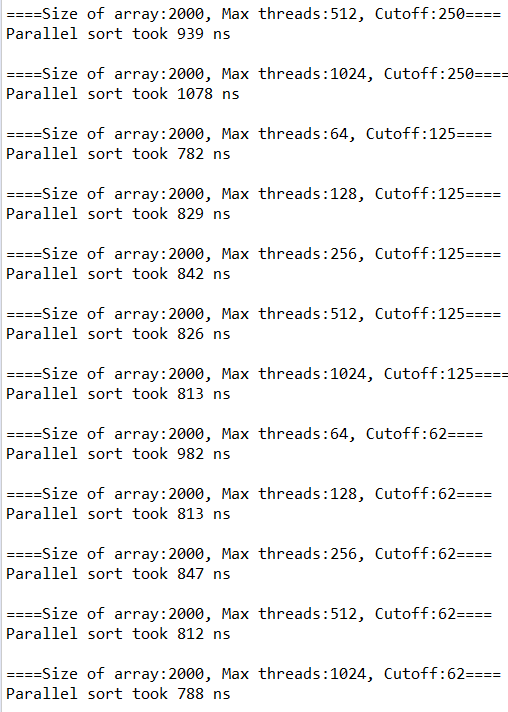 ====Size of array:2000, Max threads:512, Cutoff:250====
Parallel sort took 939 ns
====Size of array:2000, Max threads:1024, Cutoff:250====
Parallel sort took 1078 ns
====Size of array:2000, Max threads:64, Cutoff:125====
Parallel sort took 782 ns
====Size of array:2000, Max threads:128, Cutoff:125====
Parallel sort took 829 ns
====Size of array:2000, Max threads:256, Cutoff:125====
Parallel sort took 842 ns
====Size of array:2000, Max threads:512, Cutoff:125====
Parallel sort took 826 ns
====Size of array:2000, Max threads:1024, Cutoff:125====
Parallel sort took 813 ns
====Size of array:2000, Max threads:64, Cutoff:62====
Parallel sort took 982 ns
====Size of array:2000, Max threads:128, Cutoff:62====
Parallel sort took 813 ns
====Size of array:2000, Max threads:256, Cutoff:62====
Parallel sort took 847 ns
====Size of array:2000, Max threads:512, Cutoff:62====
Parallel sort took 812 ns
====Size of array:2000, Max threads:1024, Cutoff:62====
Parallel sort took 788 ns